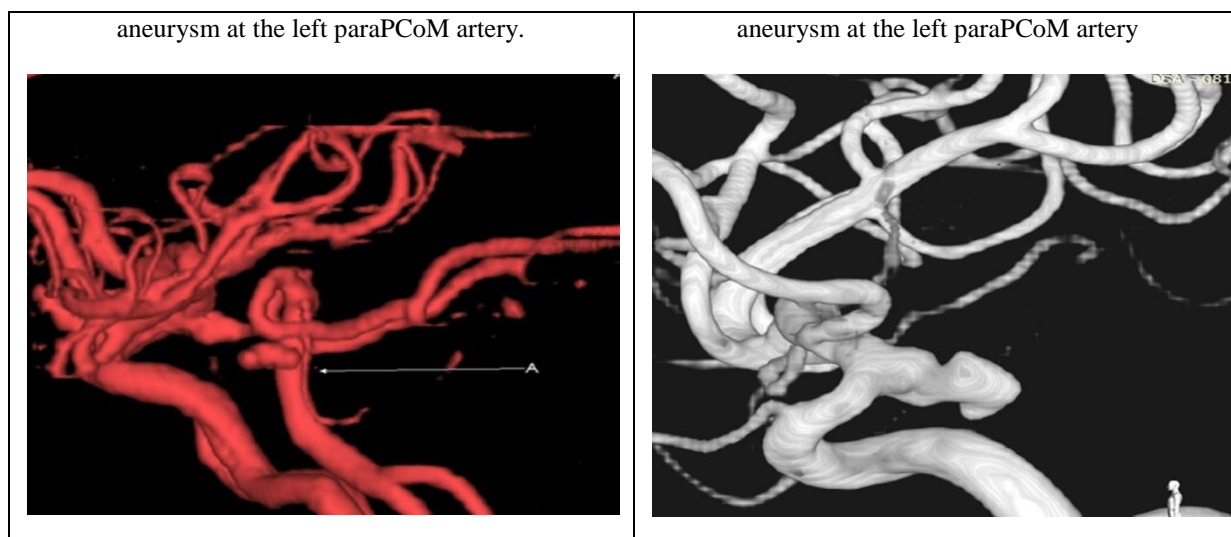 aneurysm at the left paraPCoM artery.
aneurysm at the left paraPCoM artery
A